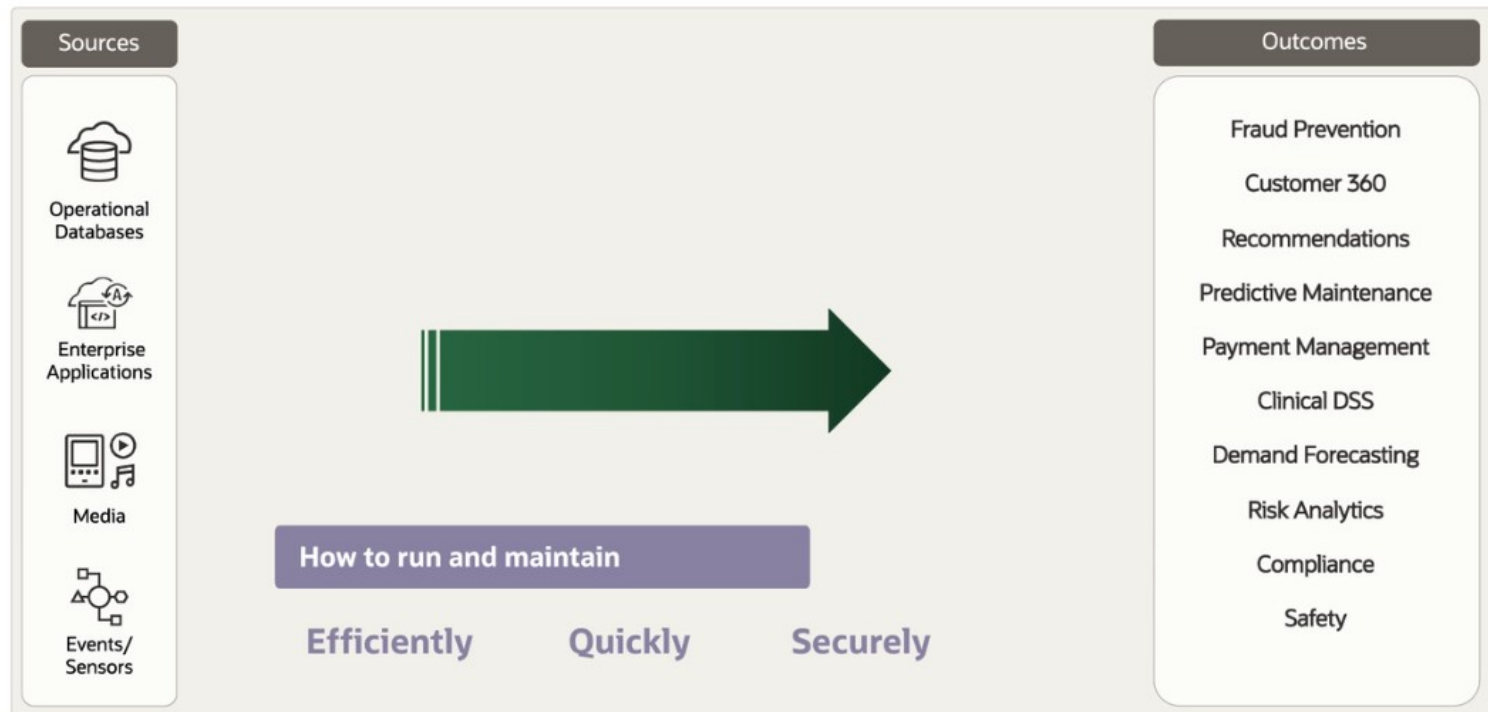 Sources
Operational
Databases
Enterprise
Applications
Media
Events/
Sensors
How to run and maintain
Efficiently Quickly Securely
Outcomes
Fraud Prevention
Customer 360
Recommendations
Predictive Maintenance
Payment Management
Clinical DSS
Demand Forecasting
Risk Analytics
Compliance
Safety